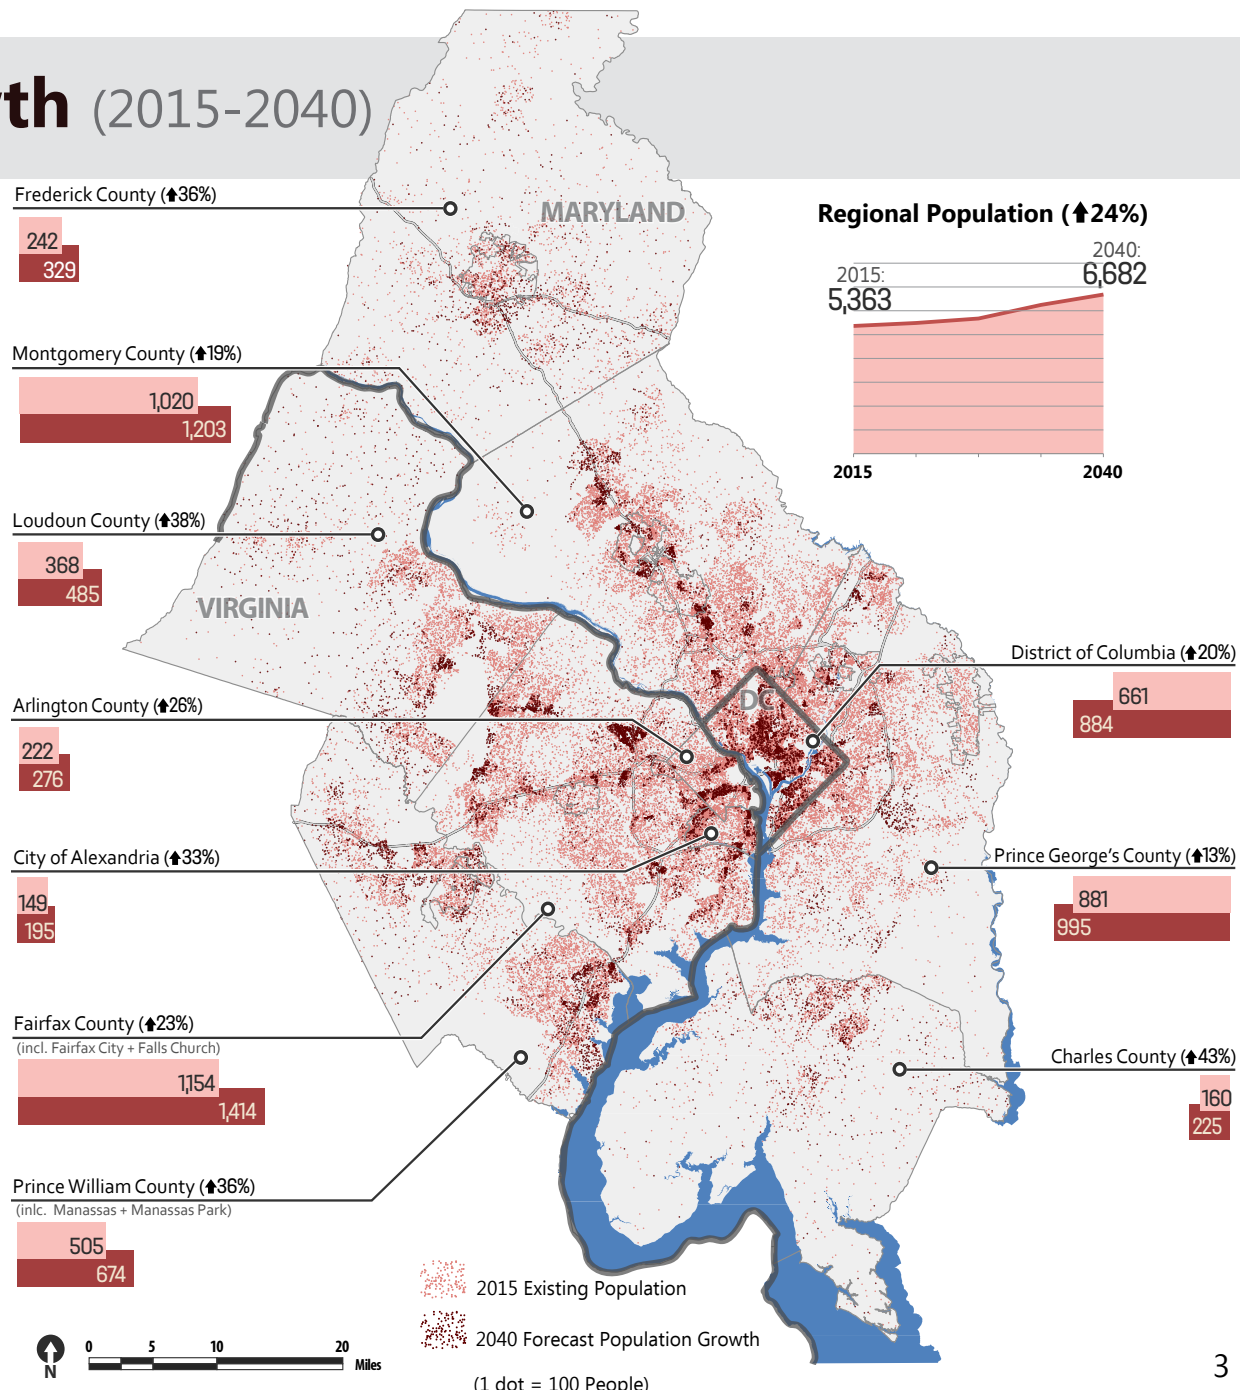 th (2015-2040)
Frederick County (⬆36%)
242
329
MARYLAND
Regional Population (⬆24%)
2015:
5,363
2040:
6,682
2015
2040
Montgomery County (⬆19%)
1,020
1,203
Loudoun County (⬆38%)
368
485
VIRGINIA
District of Columbia (⬆20%)
661
884
DC
Arlington County (⬆26%)
222
276
City of Alexandria (⬆33%)
149
195
Prince George's County (⬆13%)
881
995
Fairfax County (⬆23%)
(incl. Fairfax City + Falls Church)
1,154
1,414
Charles County (⬆43%)
160
225
Prince William County (⬆36%)
(inlc. Manassas + Manassas Park)
505
674
2015 Existing Population
2040 Forecast Population Growth
(1 dot = 100 People)
N
0 5 10 20
Miles
3